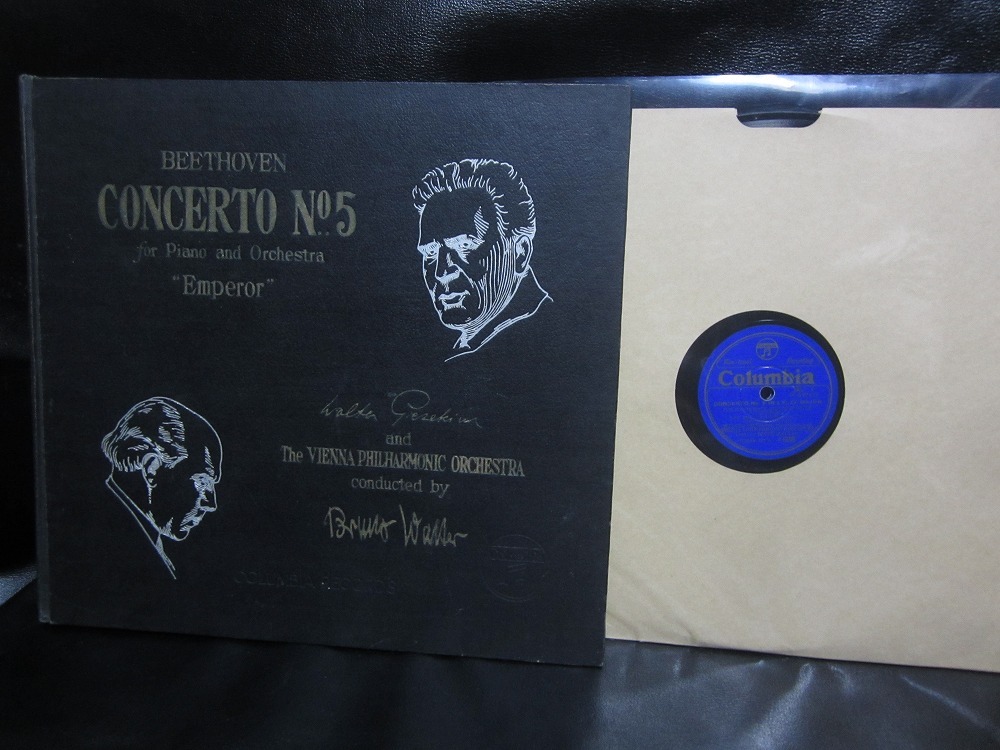 BEETHOVEN
CONCERTO No. 5
for Piano and Orchestra
"Emperor"
Walter Gieseking
and
The VIENNA PHILHARMONIC ORCHESTRA
conducted by
Bruno Walter
Columbia